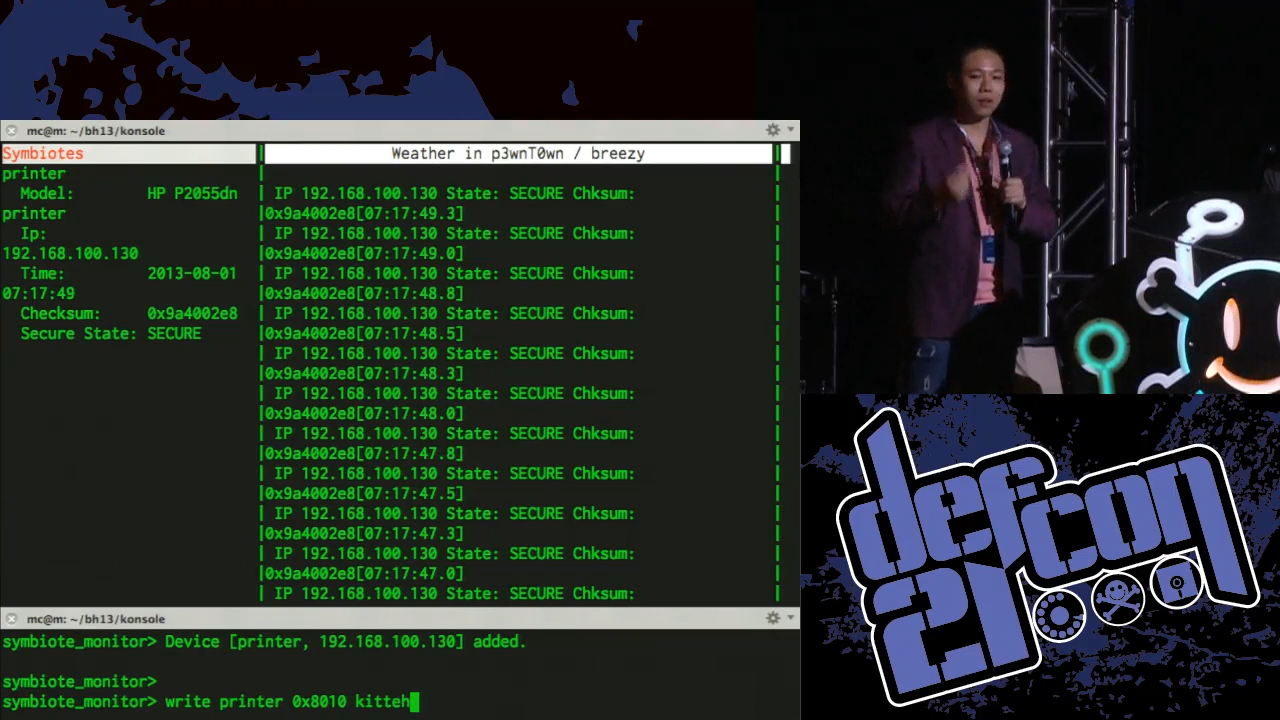 mc@m: ~/bh13/konsole
Symbiotes
printer
Model: HP P2055dn
printer
Ip:
192.168.100.130
Time: 2013-08-01
07:17:49
Checksum: 0x9a4002e8
Secure State: SECURE
Weather in p3wnT0wn / breezy
| IP 192.168.100.130 State: SECURE Chksum:
|0x9a4002e8[07:17:49.3]
| IP 192.168.100.130 State: SECURE Chksum:
|0x9a4002e8[07:17:49.0]
| IP 192.168.100.130 State: SECURE Chksum:
|0x9a4002e8[07:17:48.8]
| IP 192.168.100.130 State: SECURE Chksum:
|0x9a4002e8[07:17:48.5]
| IP 192.168.100.130 State: SECURE Chksum:
|0x9a4002e8[07:17:48.3]
| IP 192.168.100.130 State: SECURE Chksum:
|0x9a4002e8[07:17:48.0]
| IP 192.168.100.130 State: SECURE Chksum:
|0x9a4002e8[07:17:47.8]
| IP 192.168.100.130 State: SECURE Chksum:
|0x9a4002e8[07:17:47.5]
| IP 192.168.100.130 State: SECURE Chksum:
|0x9a4002e8[07:17:47.3]
| IP 192.168.100.130 State: SECURE Chksum:
|0x9a4002e8[07:17:47.0]
| IP 192.168.100.130 State: SECURE Chksum:
mc@m: ~/bh13/konsole
symbiote_monitor> Device [printer, 192.168.100.130] added.
symbiote_monitor>
symbiote_monitor> write printer 0x8010 kitteh
defcon
21